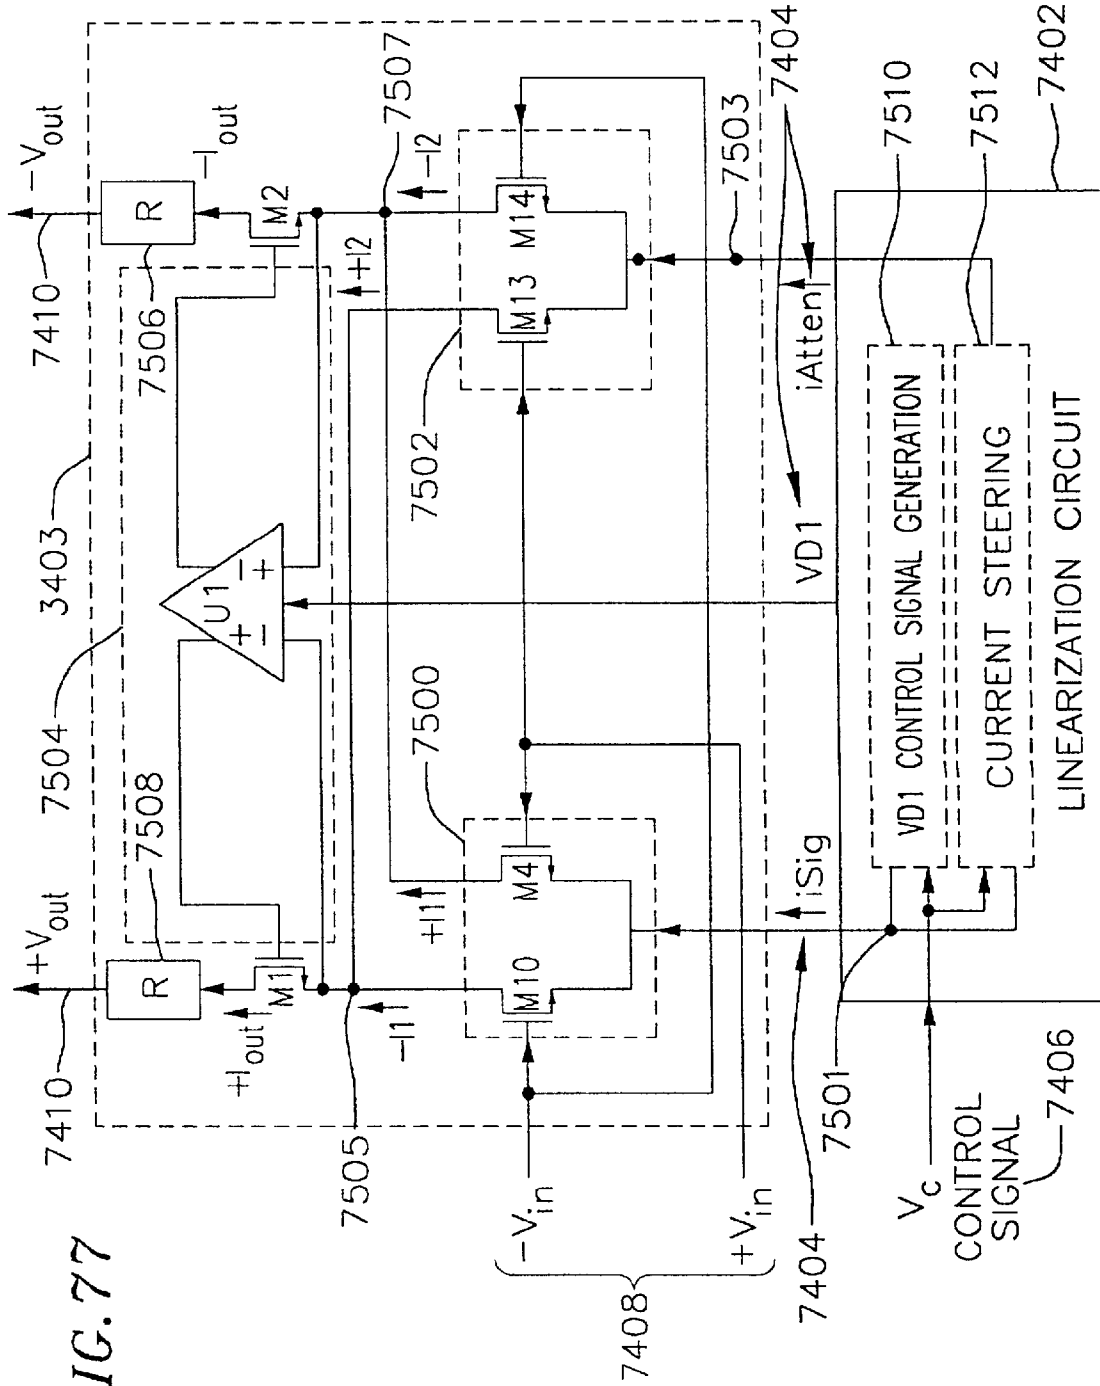 +Vout
-Vout
7410
7504
3403
7410
IG.77
7508
7506
R
R
+Iout
-Iout
M1
M2
U1
+
-
-
+
7505
+I2
7507
-I1
+I1
7500
7502
-I2
M10
M4
M13
M14
-Vin
7408
+Vin
7503
7404
7404
iSig
VD1
iAtten
7501
Vc
CONTROL
SIGNAL
7406
VD1 CONTROL SIGNAL GENERATION
7510
CURRENT STEERING
7512
LINEARIZATION CIRCUIT
7402